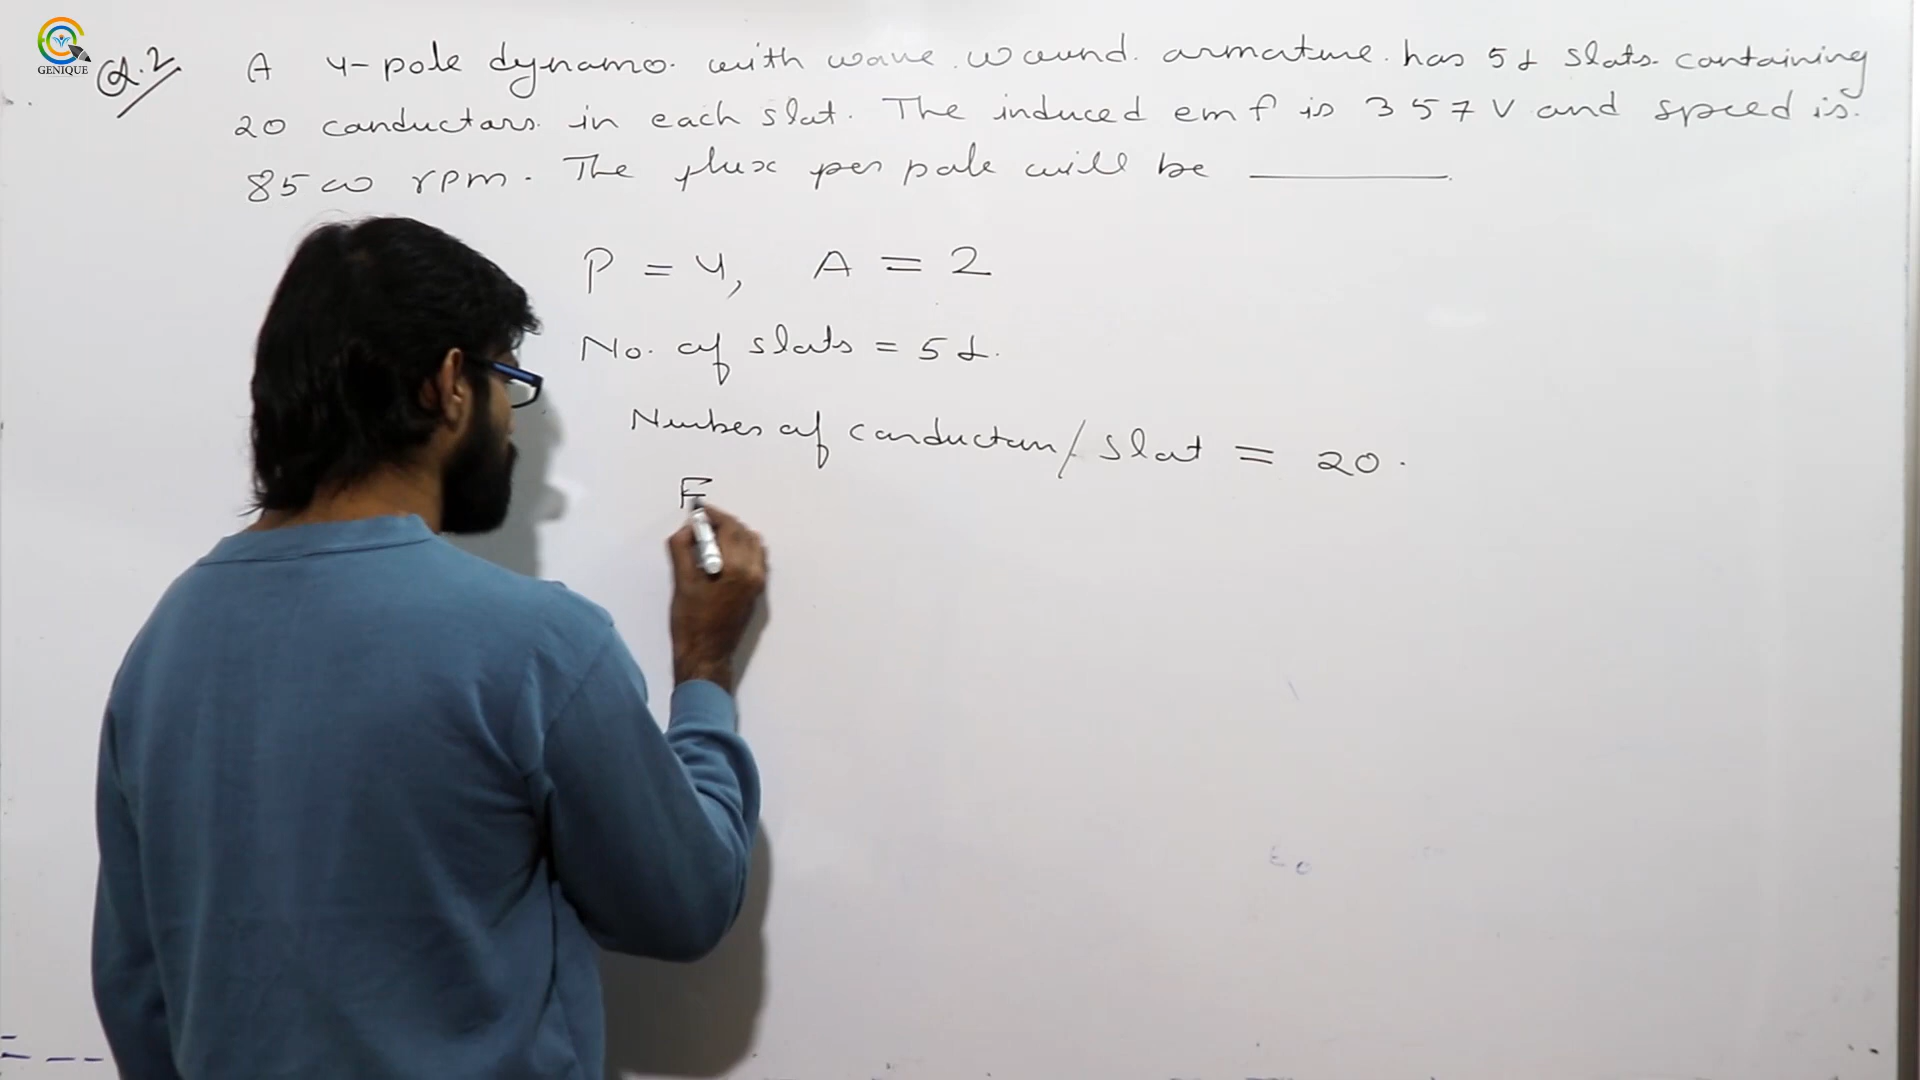 GENIQUE
Q.2 A 4-pole dynamo with wave wound armature has 51 slots containing
20 conductors in each slot. The induced emf is 357 V and speed is
8500 rpm. The flux per pole will be ______.
P = 4, A = 2
No. of slots = 51.
Number of conductors/slot = 20.
E
E0